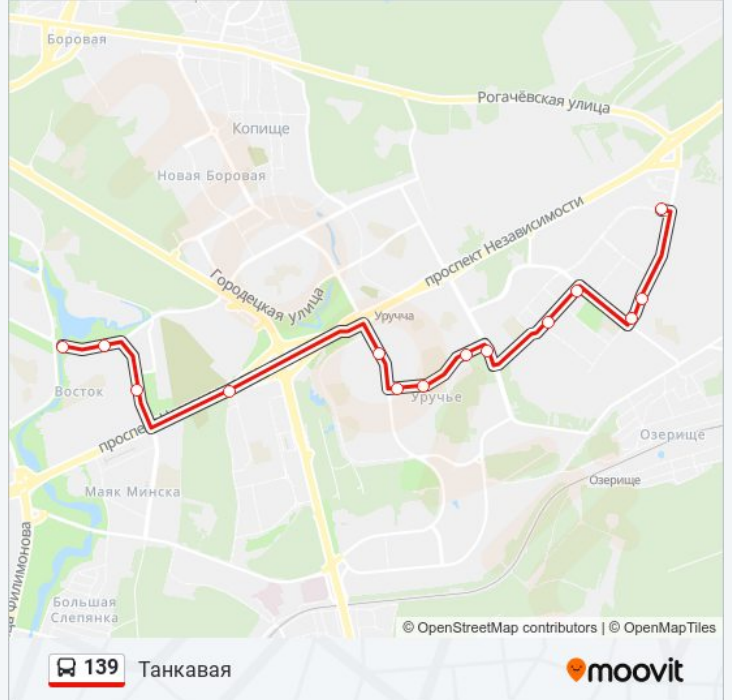 Боровая
Рогачёвская улица
Копище
Новая Боровая
проспект Независимости
Городецкая улица
Уручча
Восток
Уручье
Озерище
Маяк Минска
Озерище
Филимонова
Большая
Слепянка
© OpenStreetMap contributors | © OpenMapTiles
139 Танкавая
moovit